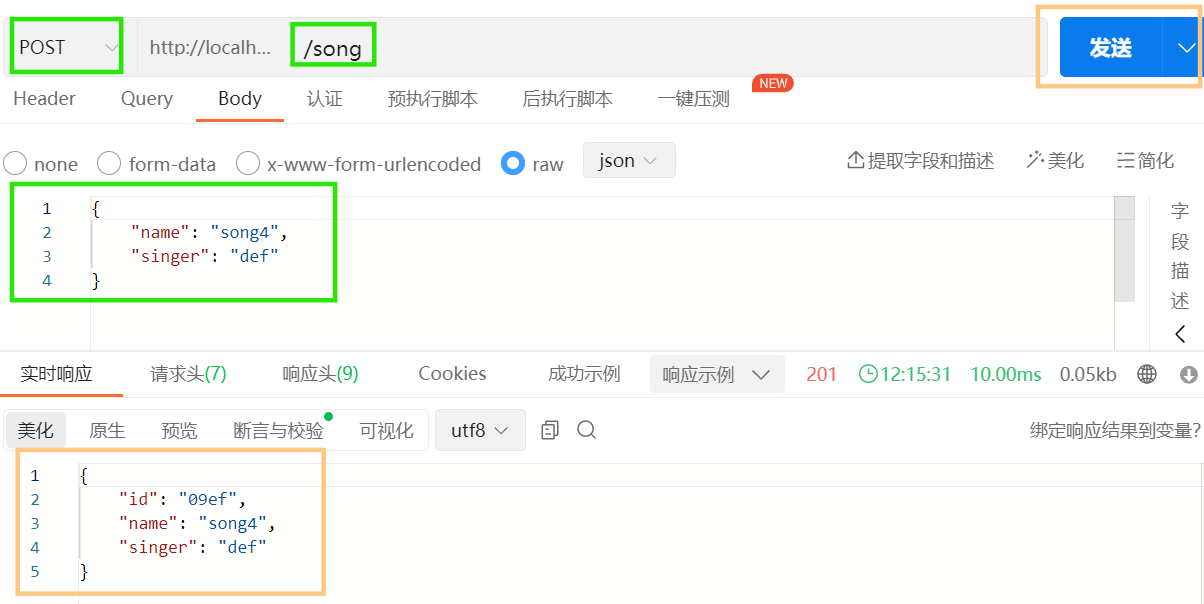 POST http://localh... /song 发送
Header Query Body 认证 预执行脚本 后执行脚本 一键压测 NEW
none form-data x-www-form-urlencoded raw json 提取字段和描述 美化 简化
1 {
2 "name": "song4",
3 "singer": "def"
4 }
字段描述
实时响应 请求头(7) 响应头(9) Cookies 成功示例 响应示例 201 12:15:31 10.00ms 0.05kb
美化 原生 预览 断言与校验 可视化 utf8 绑定响应结果到变量?
1 {
2 "id": "09ef",
3 "name": "song4",
4 "singer": "def"
5 }